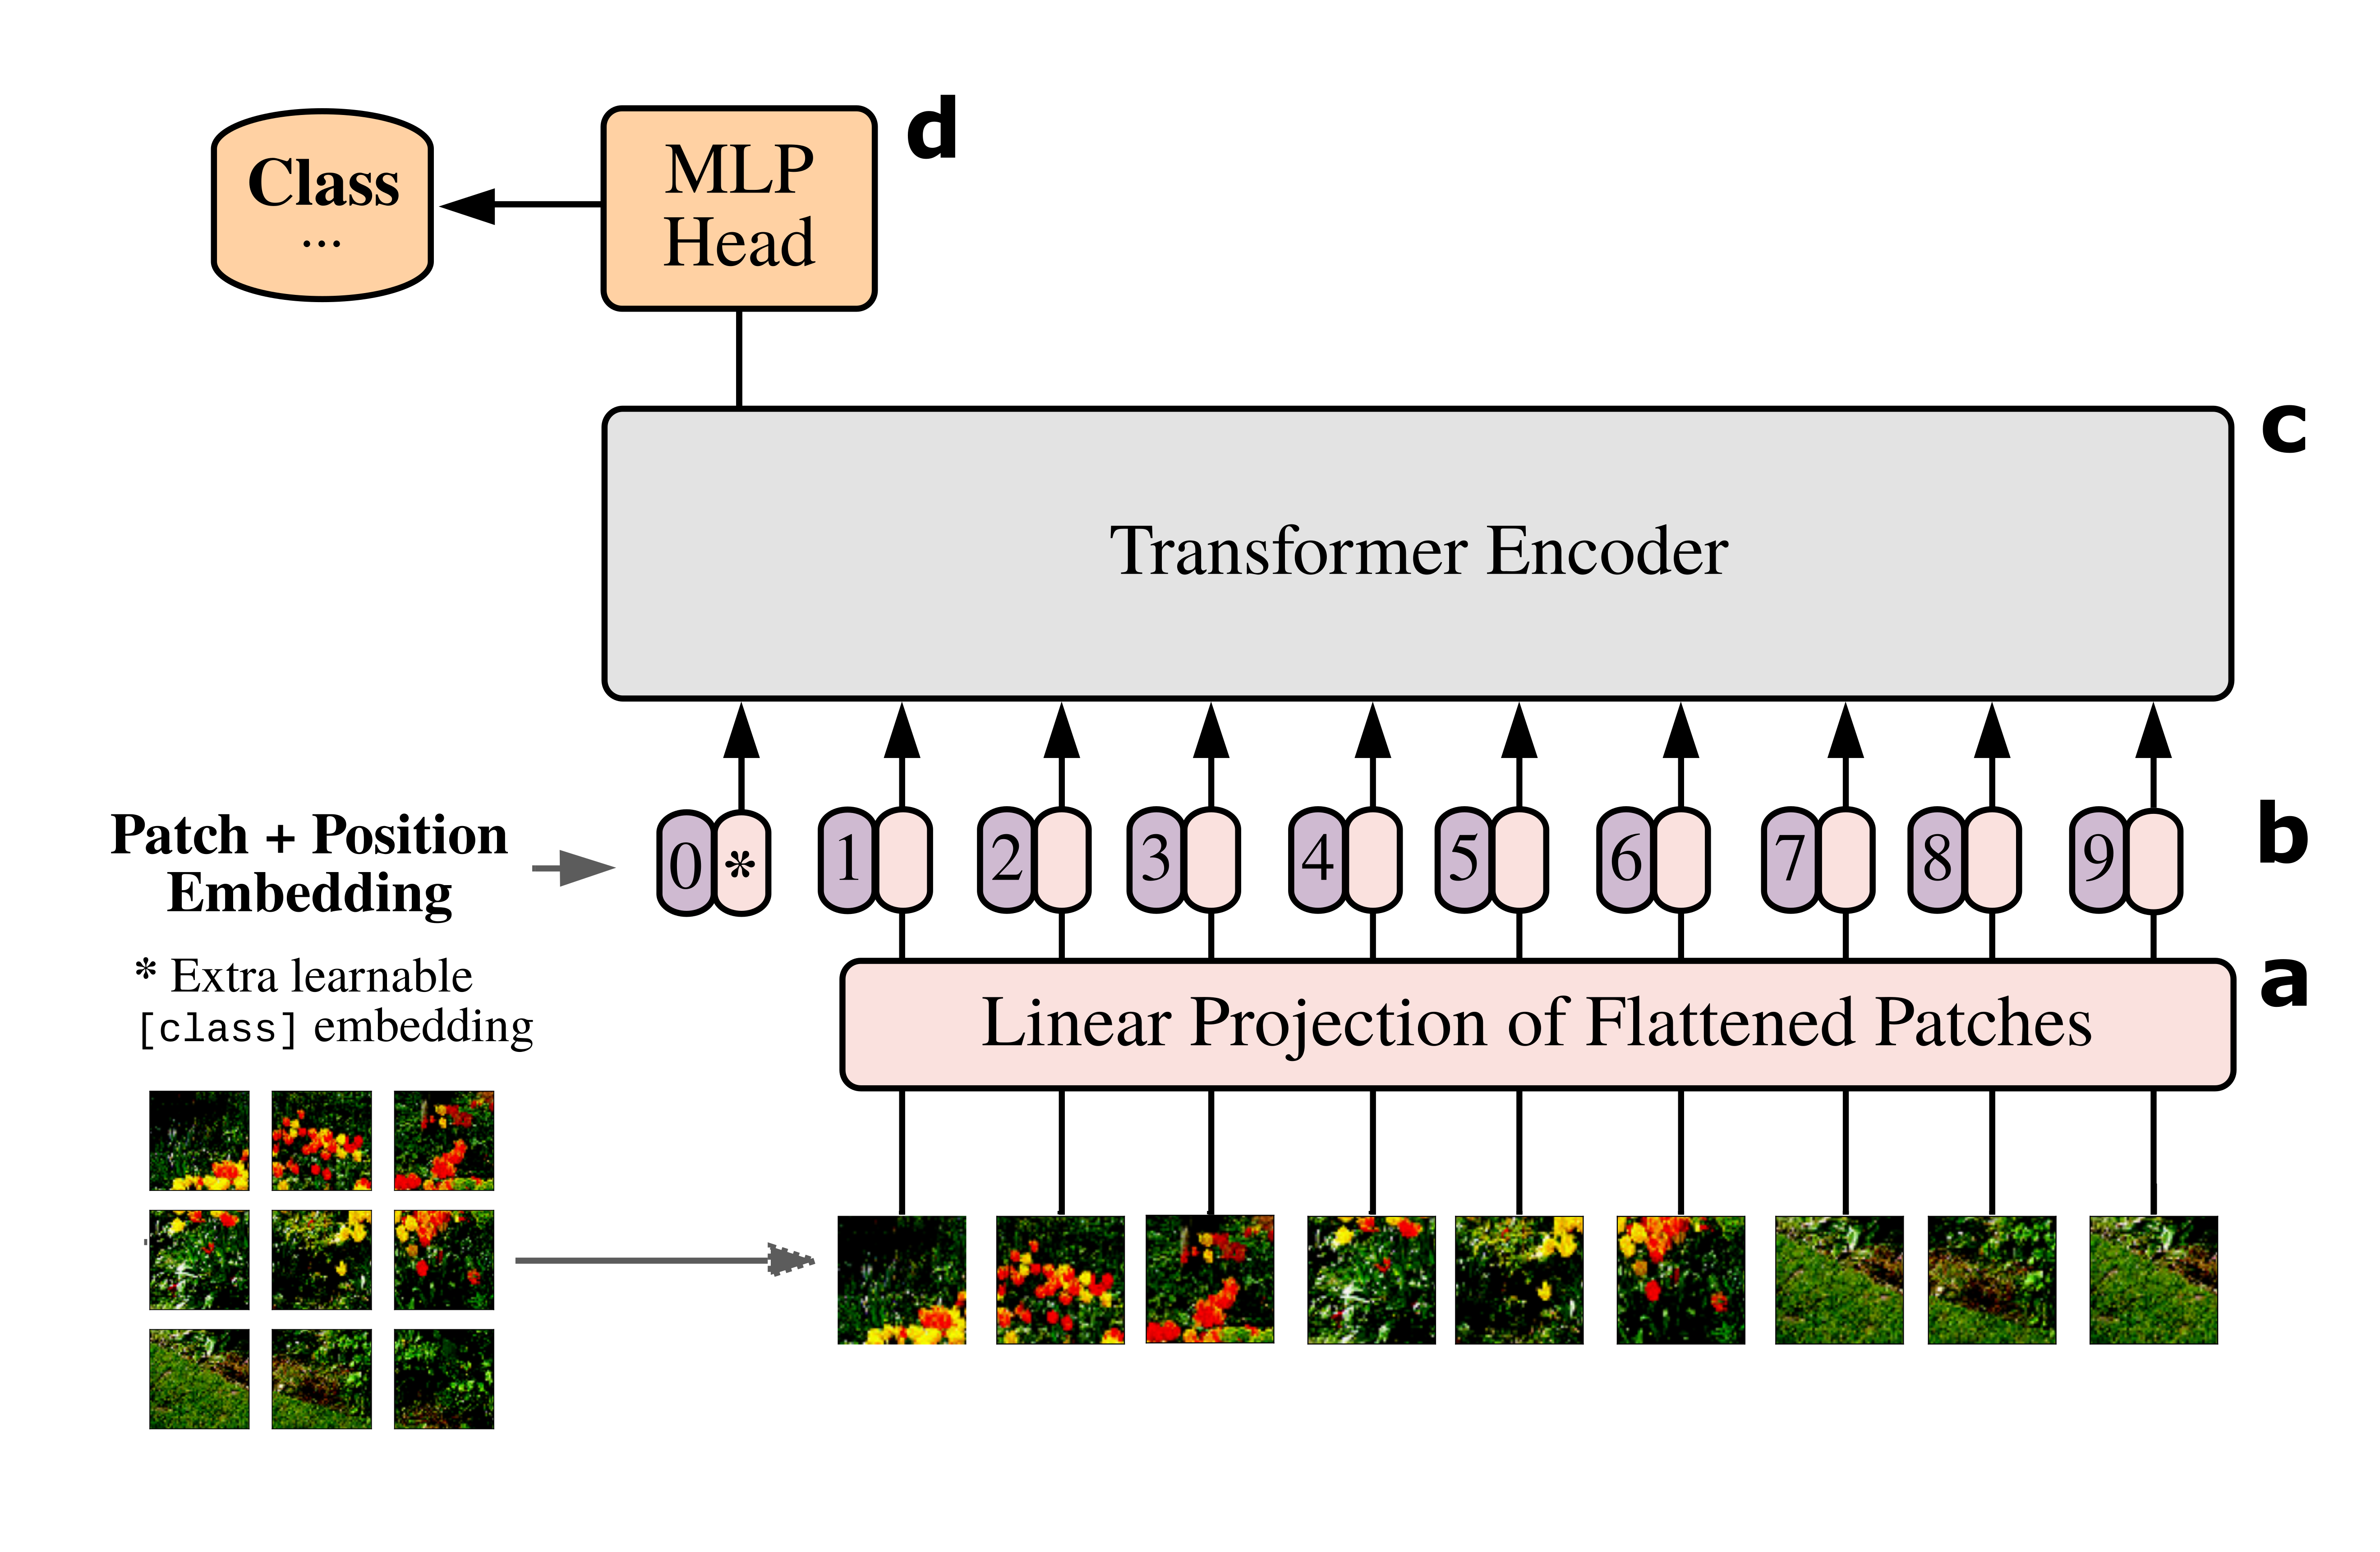 d
Class
...
MLP
Head
c
Transformer Encoder
Patch + Position
Embedding
0 * 1 2 3 4 5 6 7 8 9
b
* Extra learnable
[class] embedding
a
Linear Projection of Flattened Patches